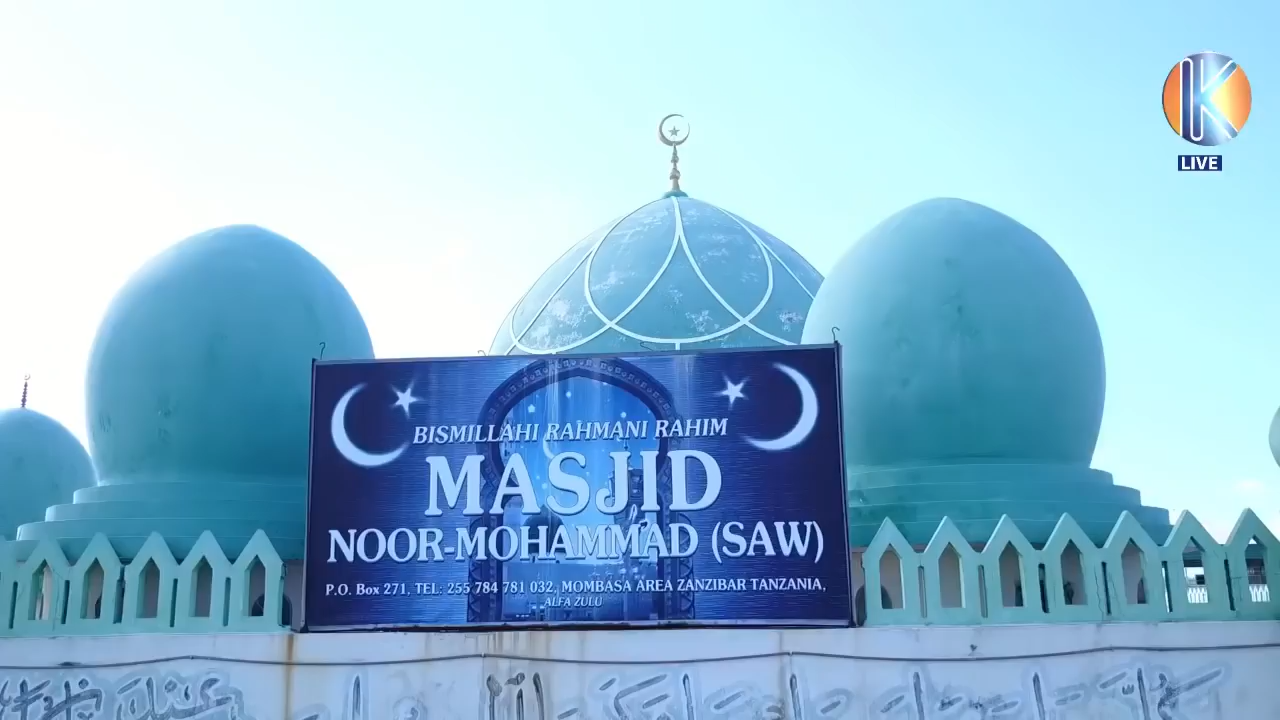 K
LIVE
BISMILLAHI RAHMANI RAHIM
MASJID
NOOR-MOHAMMAD (SAW)
P.O. Box 271, TEL: 255 784 781 032, MOMBASA AREA ZANZIBAR TANZANIA,
ALFA ZULU